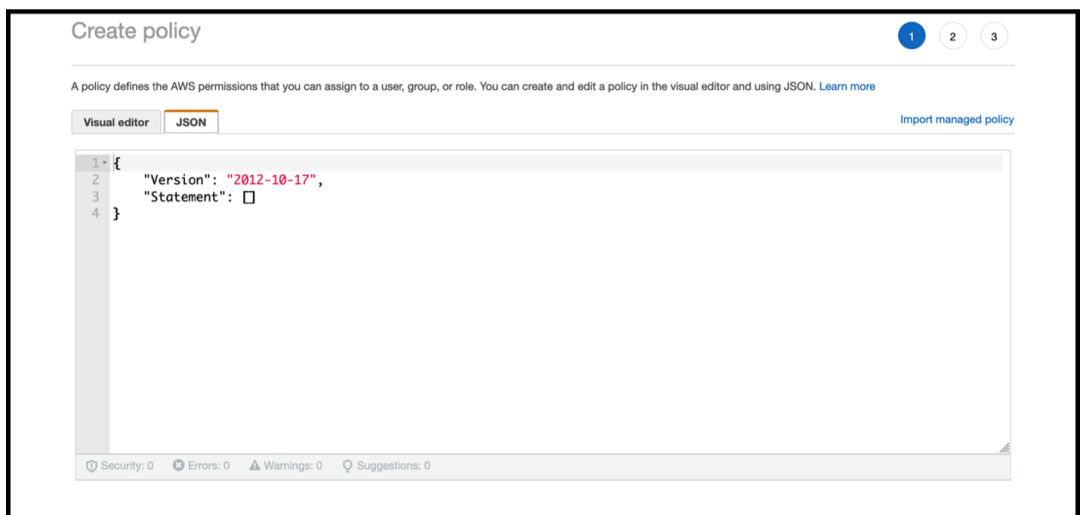 Create policy
1 2 3
A policy defines the AWS permissions that you can assign to a user, group, or role. You can create and edit a policy in the visual editor and using JSON. Learn more
Visual editor JSON Import managed policy
1 {
2 "Version": "2012-10-17",
3 "Statement": []
4 }
Security: 0 Errors: 0 Warnings: 0 Suggestions: 0